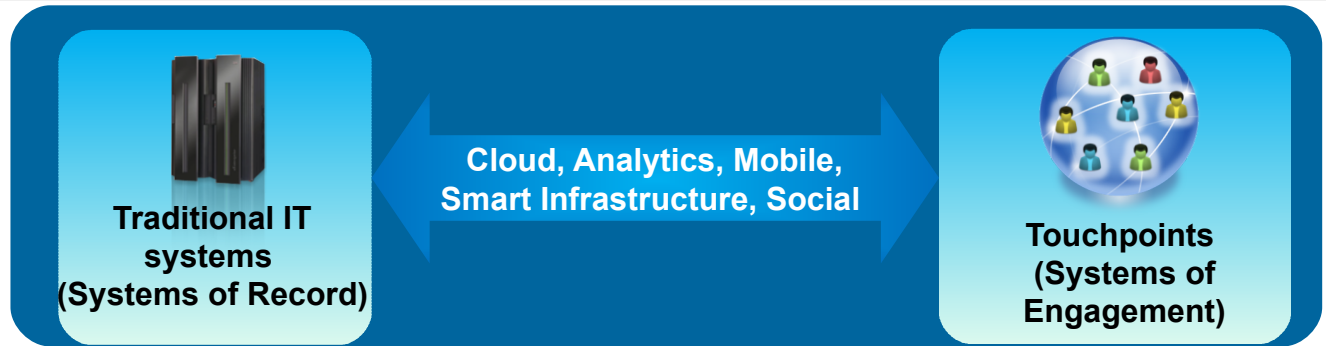 Traditional IT
systems
(Systems of Record)
Cloud, Analytics, Mobile,
Smart Infrastructure, Social
Touchpoints
(Systems of
Engagement)